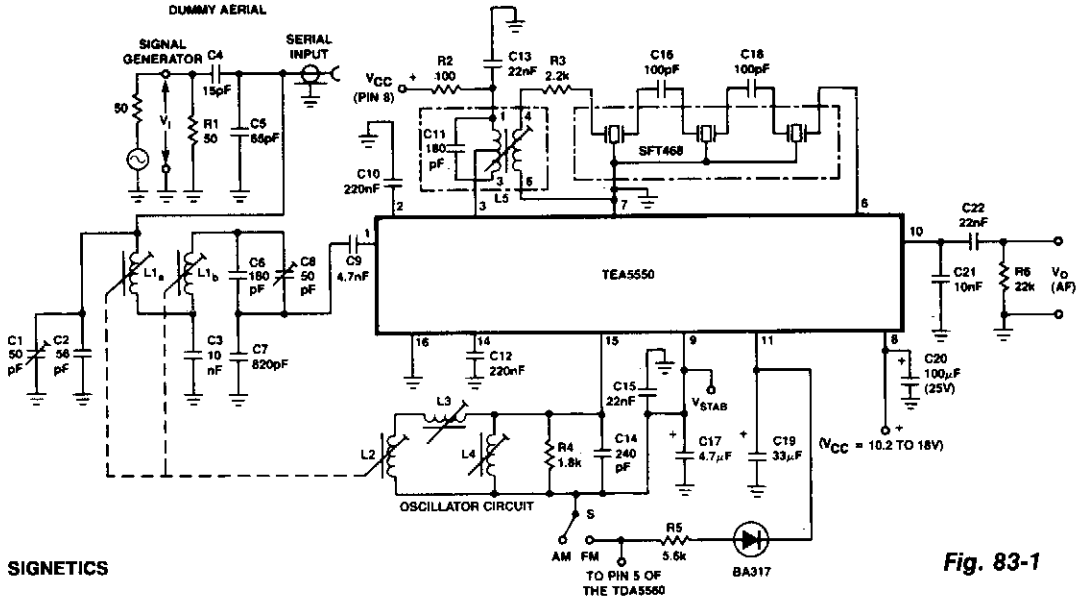 DUMMY AERIAL
SIGNAL
GENERATOR
C4
15pF
SERIAL
INPUT
50
V1
R1
50
C5
65pF
VCC
(PIN 8)
+
R2
100
C13
22nF
R3
2.2k
C16
100pF
C18
100pF
C11
180
pF
1
4
3
6
L5
SFT468
C10
220nF
2
3
7
6
1
TEA5550
10
C22
22nF
C21
10nF
R6
22k
VO
(AF)
L1a
L1b
C6
180
pF
C8
50
pF
C9
4.7nF
C1
50
pF
C2
56
pF
C3
10
nF
C7
820pF
16
14
15
9
11
8
C12
220nF
C15
22nF
VSTAB
+
C20
100μF
(25V)
L3
L2
L4
R4
1.8k
C14
240
pF
+
C17
4.7μF
+
C19
33μF
+
(VCC = 10.2 TO 18V)
OSCILLATOR CIRCUIT
S
AM
FM
R5
5.6k
BA317
TO PIN 5 OF
THE TDA5560
SIGNETICS
Fig. 83-1